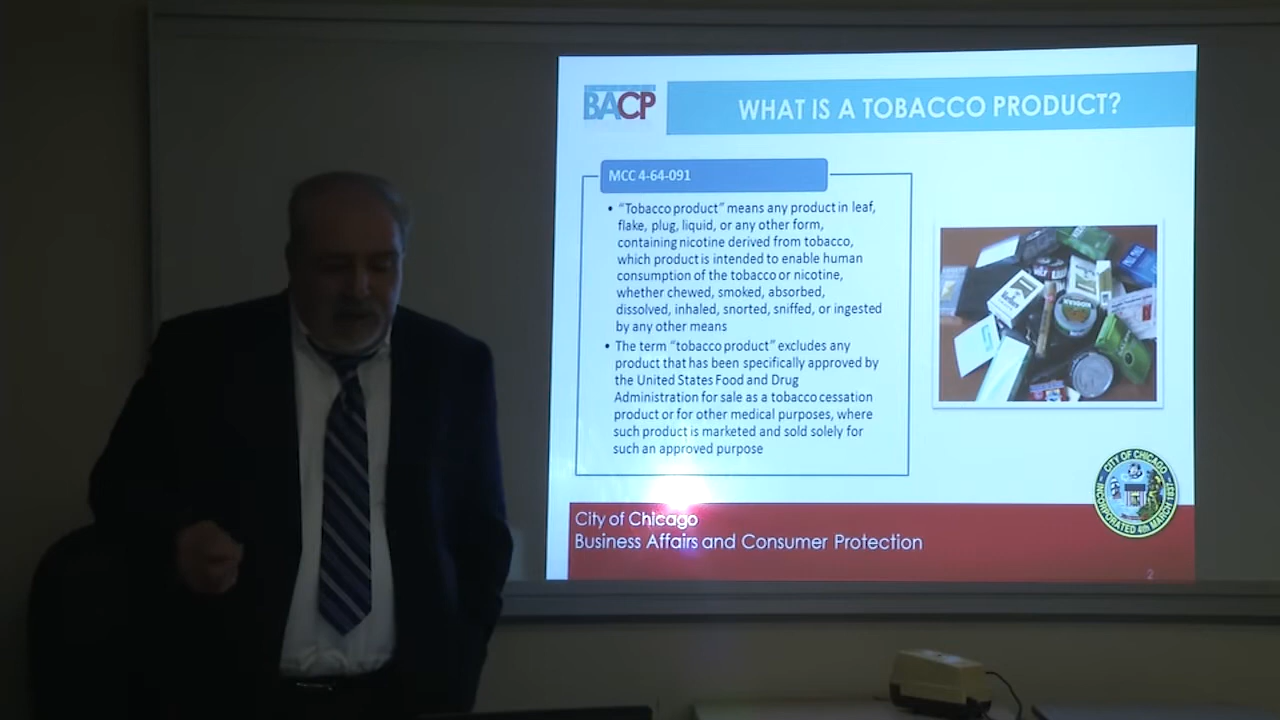 BACP
WHAT IS A TOBACCO PRODUCT?
MCC 4-64-091
• “Tobacco product” means any product in leaf,
flake, plug, liquid, or any other form,
containing nicotine derived from tobacco,
which product is intended to enable human
consumption of the tobacco or nicotine,
whether chewed, smoked, absorbed,
dissolved, inhaled, snorted, sniffed, or ingested
by any other means
• The term “tobacco product” excludes any
product that has been specifically approved by
the United States Food and Drug
Administration for sale as a tobacco cessation
product or for other medical purposes, where
such product is marketed and sold solely for
such an approved purpose
CITY OF CHICAGO
INCORPORATED 4th MARCH 1837
City of Chicago
Business Affairs and Consumer Protection
2